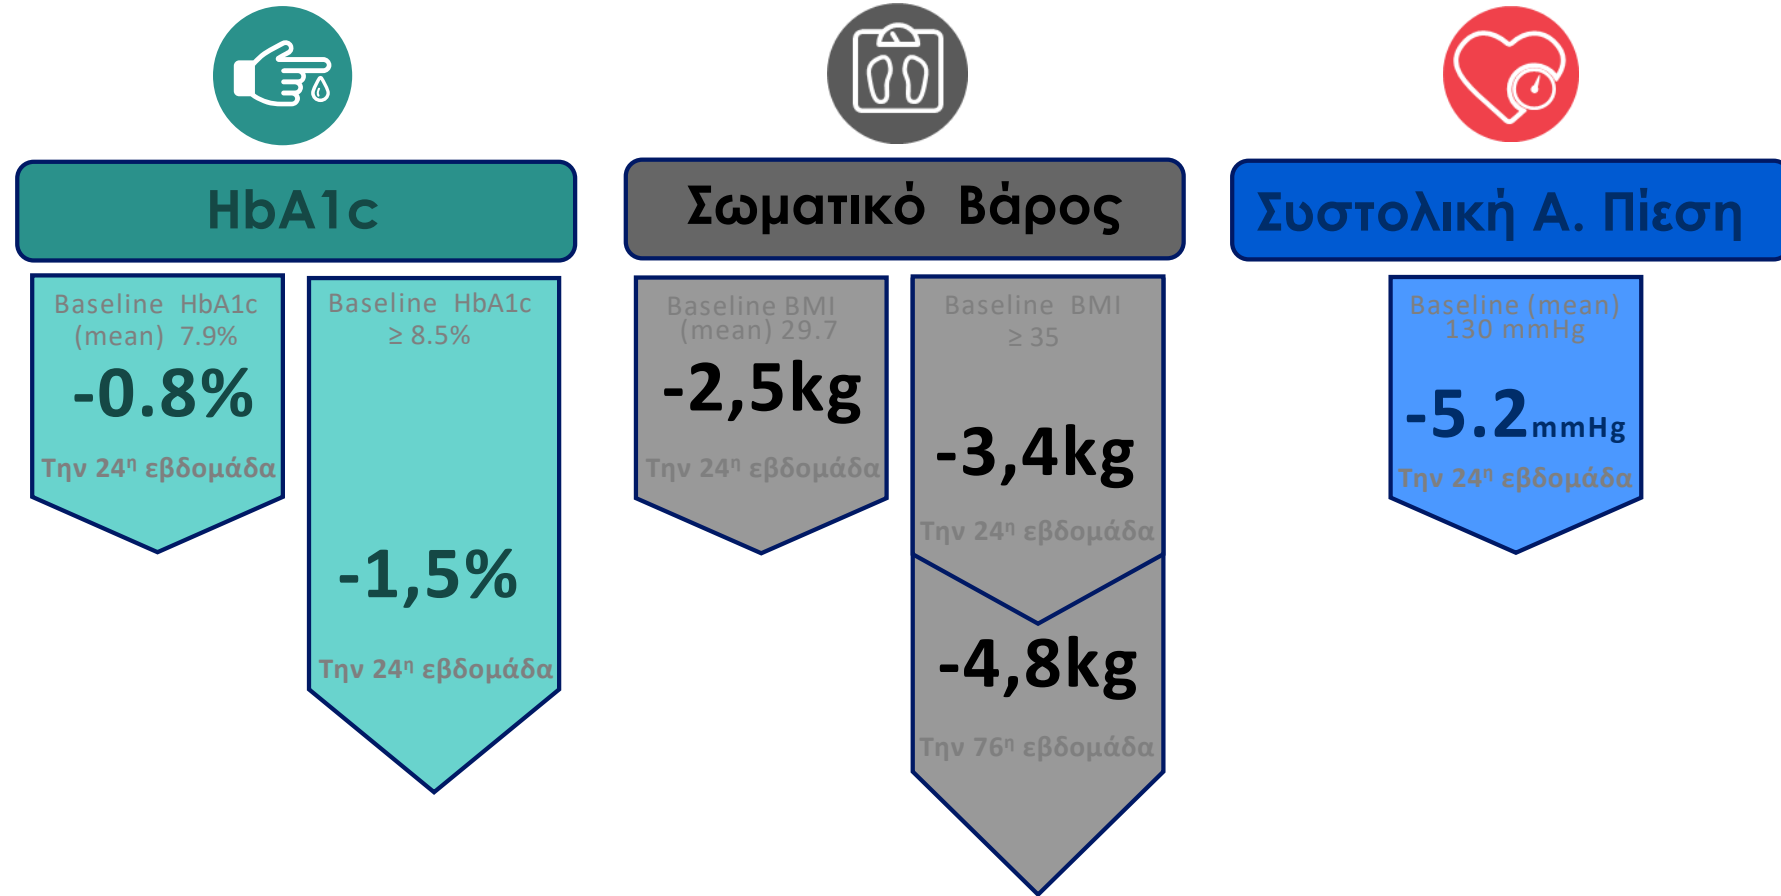 HbA1c
Baseline HbA1c
(mean) 7.9%
-0.8%
Την 24η εβδομάδα
Baseline HbA1c
≥ 8.5%
-1,5%
Την 24η εβδομάδα
Σωματικό Βάρος
Baseline BMI
(mean) 29.7
-2,5kg
Την 24η εβδομάδα
Baseline BMI
≥ 35
-3,4kg
Την 24η εβδομάδα
-4,8kg
Την 76η εβδομάδα
Συστολική Α. Πίεση
Baseline (mean)
130 mmHg
-5.2mmHg
Την 24η εβδομάδα